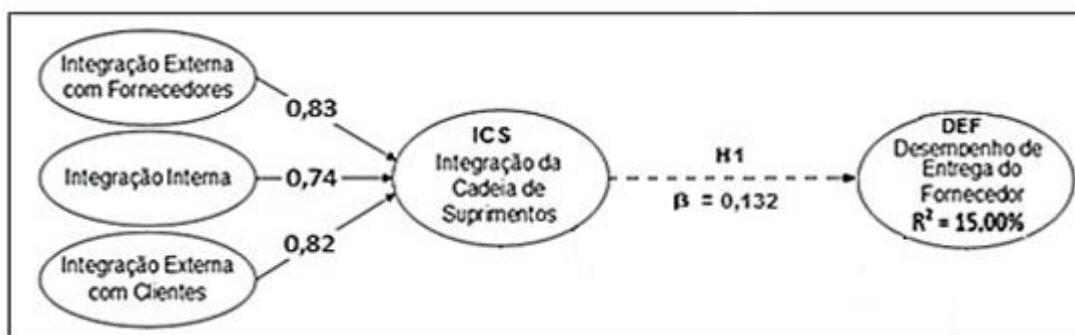 Integração Externa
com Fornecedores
0,83
Integração Interna
0,74
Integração Externa
com Clientes
0,82
ICS
Integração da
Cadeia de
Suprimentos
H1
β = 0,132
DEF
Desempenho de
Entrega do
Fornecedor
R² = 15,00%